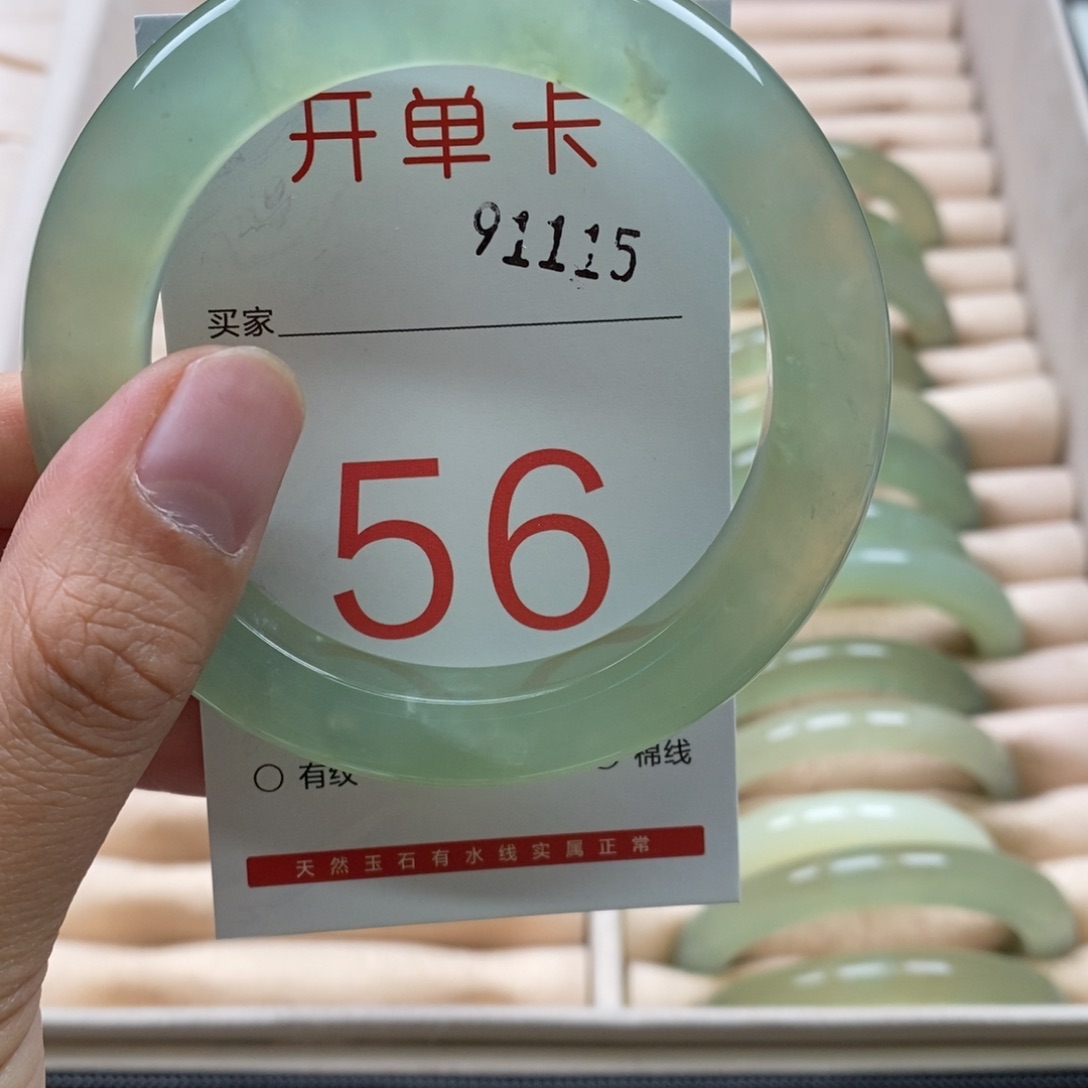 开单卡
91115
买家
56
有纹 棉线
天然玉石有水线实属正常